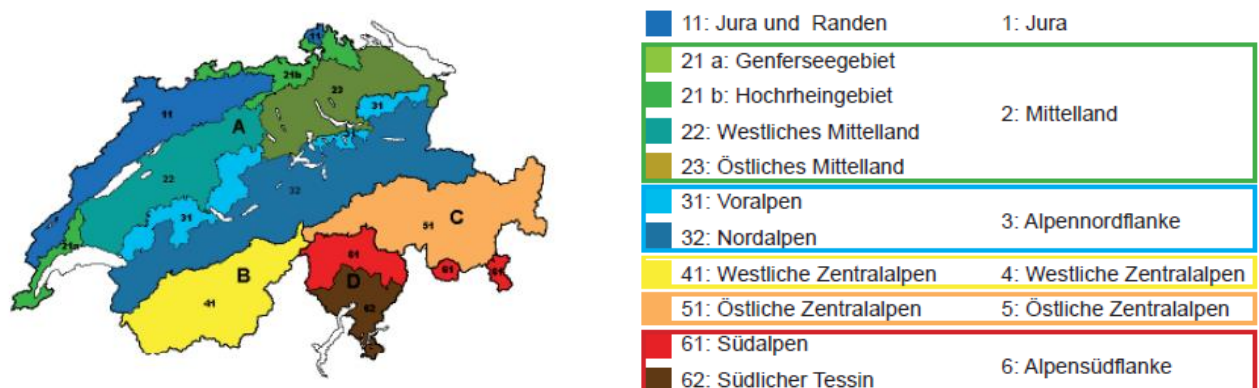 11
21b
23
31
11
A
31
22
32
31
C
51
21a
61
61
61
B
D
41
62
11: Jura und Randen 1: Jura
21 a: Genferseegebiet
21 b: Hochrheingebiet
2: Mittelland
22: Westliches Mittelland
23: Östliches Mittelland
31: Voralpen
3: Alpennordflanke
32: Nordalpen
41: Westliche Zentralalpen 4: Westliche Zentralalpen
51: Östliche Zentralalpen 5: Östliche Zentralalpen
61: Südalpen
6: Alpensüdflanke
62: Südlicher Tessin